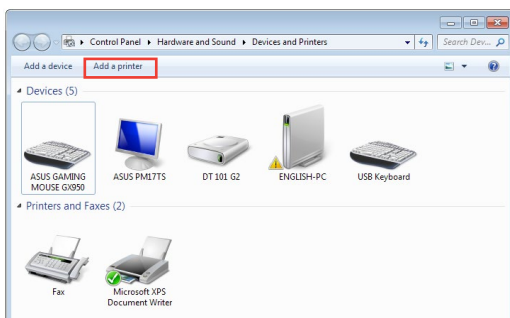 Control Panel ▸ Hardware and Sound ▸ Devices and Printers
Search Dev...
Add a device
Add a printer
Devices (5)
ASUS GAMING
MOUSE GX950
ASUS PM17TS
DT 101 G2
ENGLISH-PC
USB Keyboard
Printers and Faxes (2)
Fax
Microsoft XPS
Document Writer